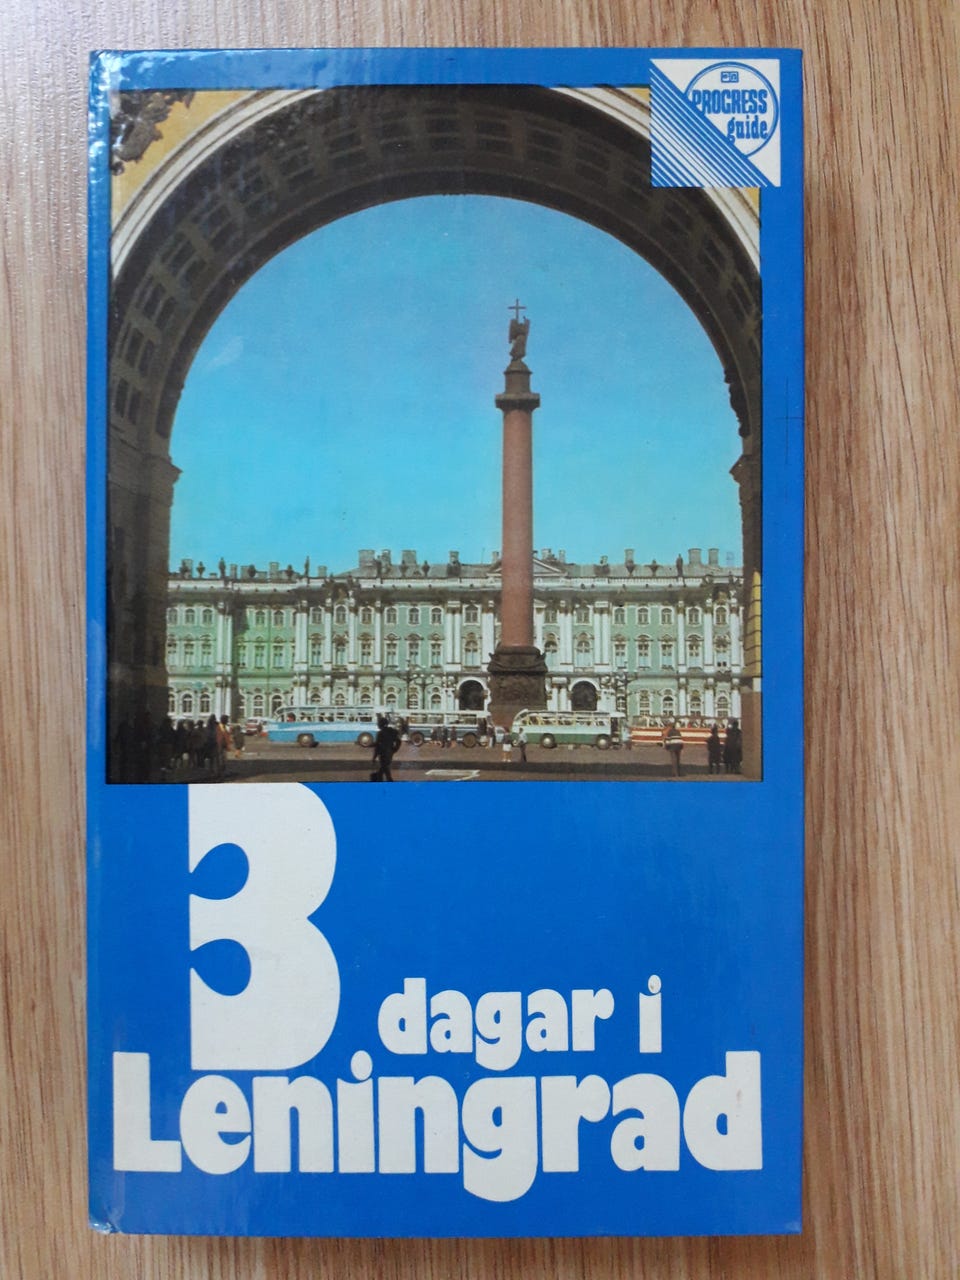 PROGRESS
guide
3
dagar i
Leningrad